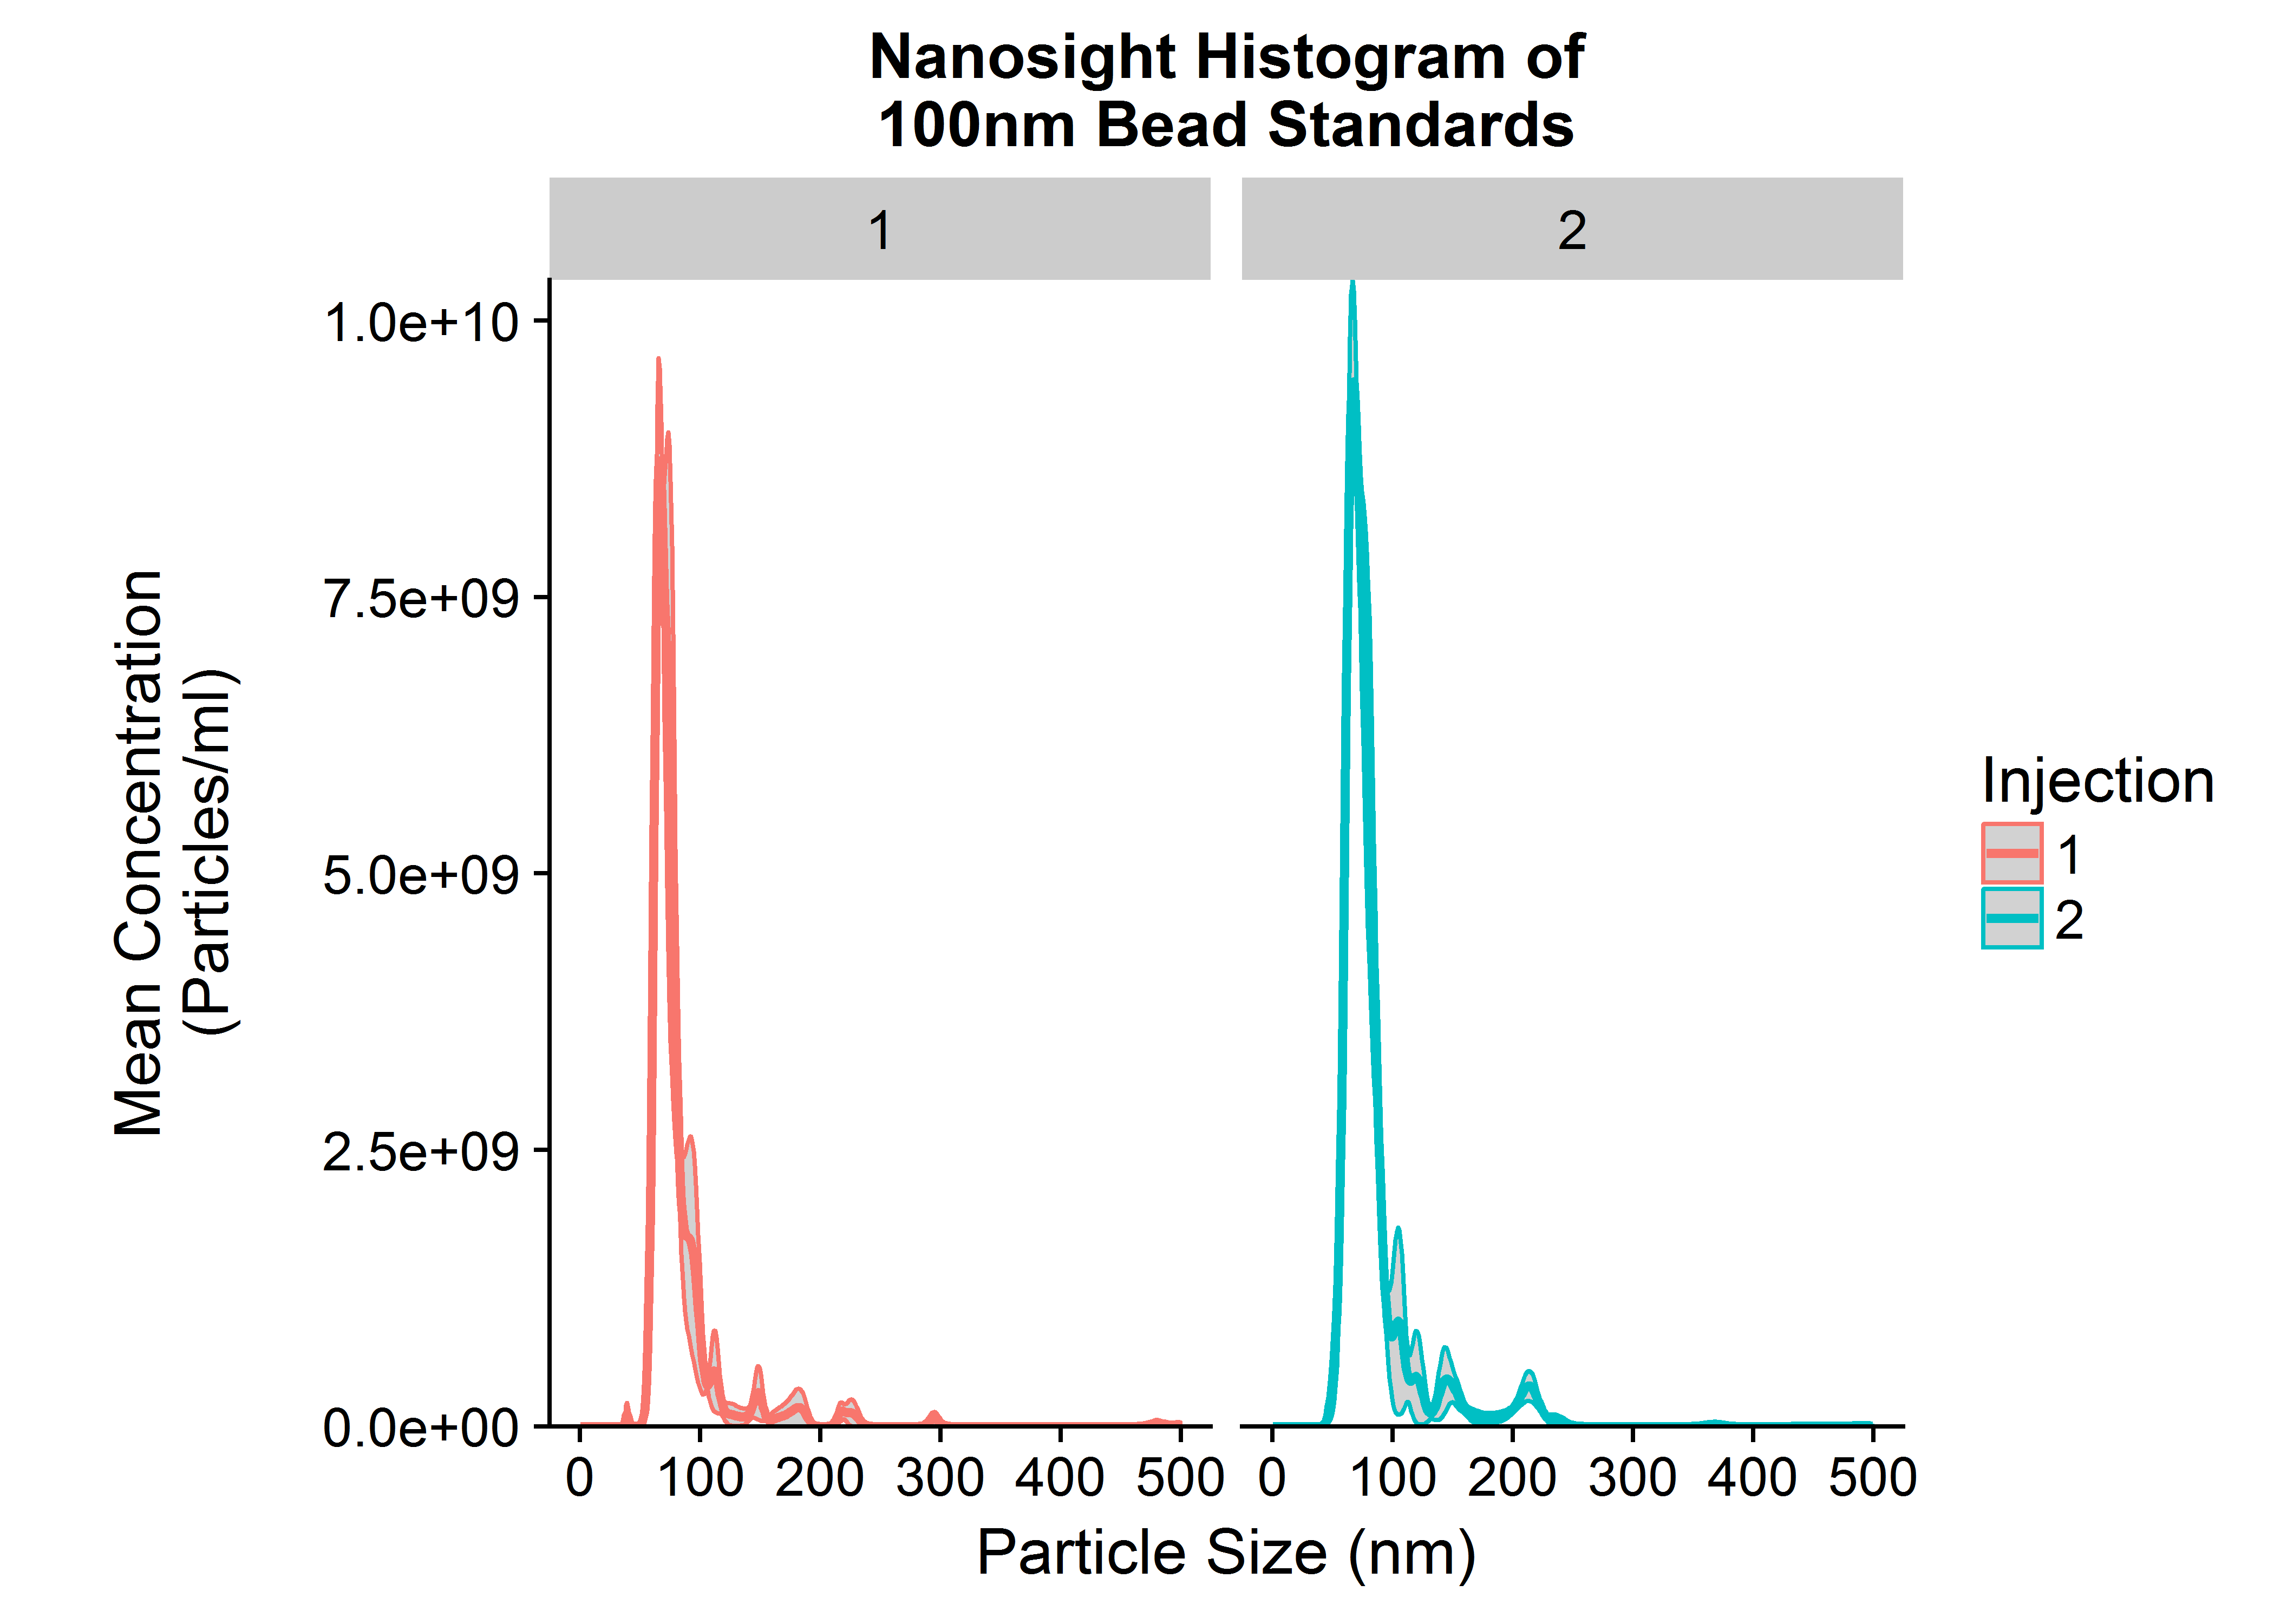 Nanosight Histogram of
100nm Bead Standards
1
2
Mean Concentration
(Particles/ml)
1.0e+10
7.5e+09
5.0e+09
2.5e+09
0.0e+00
0 100 200 300 400 500
0 100 200 300 400 500
Particle Size (nm)
Injection
1
2